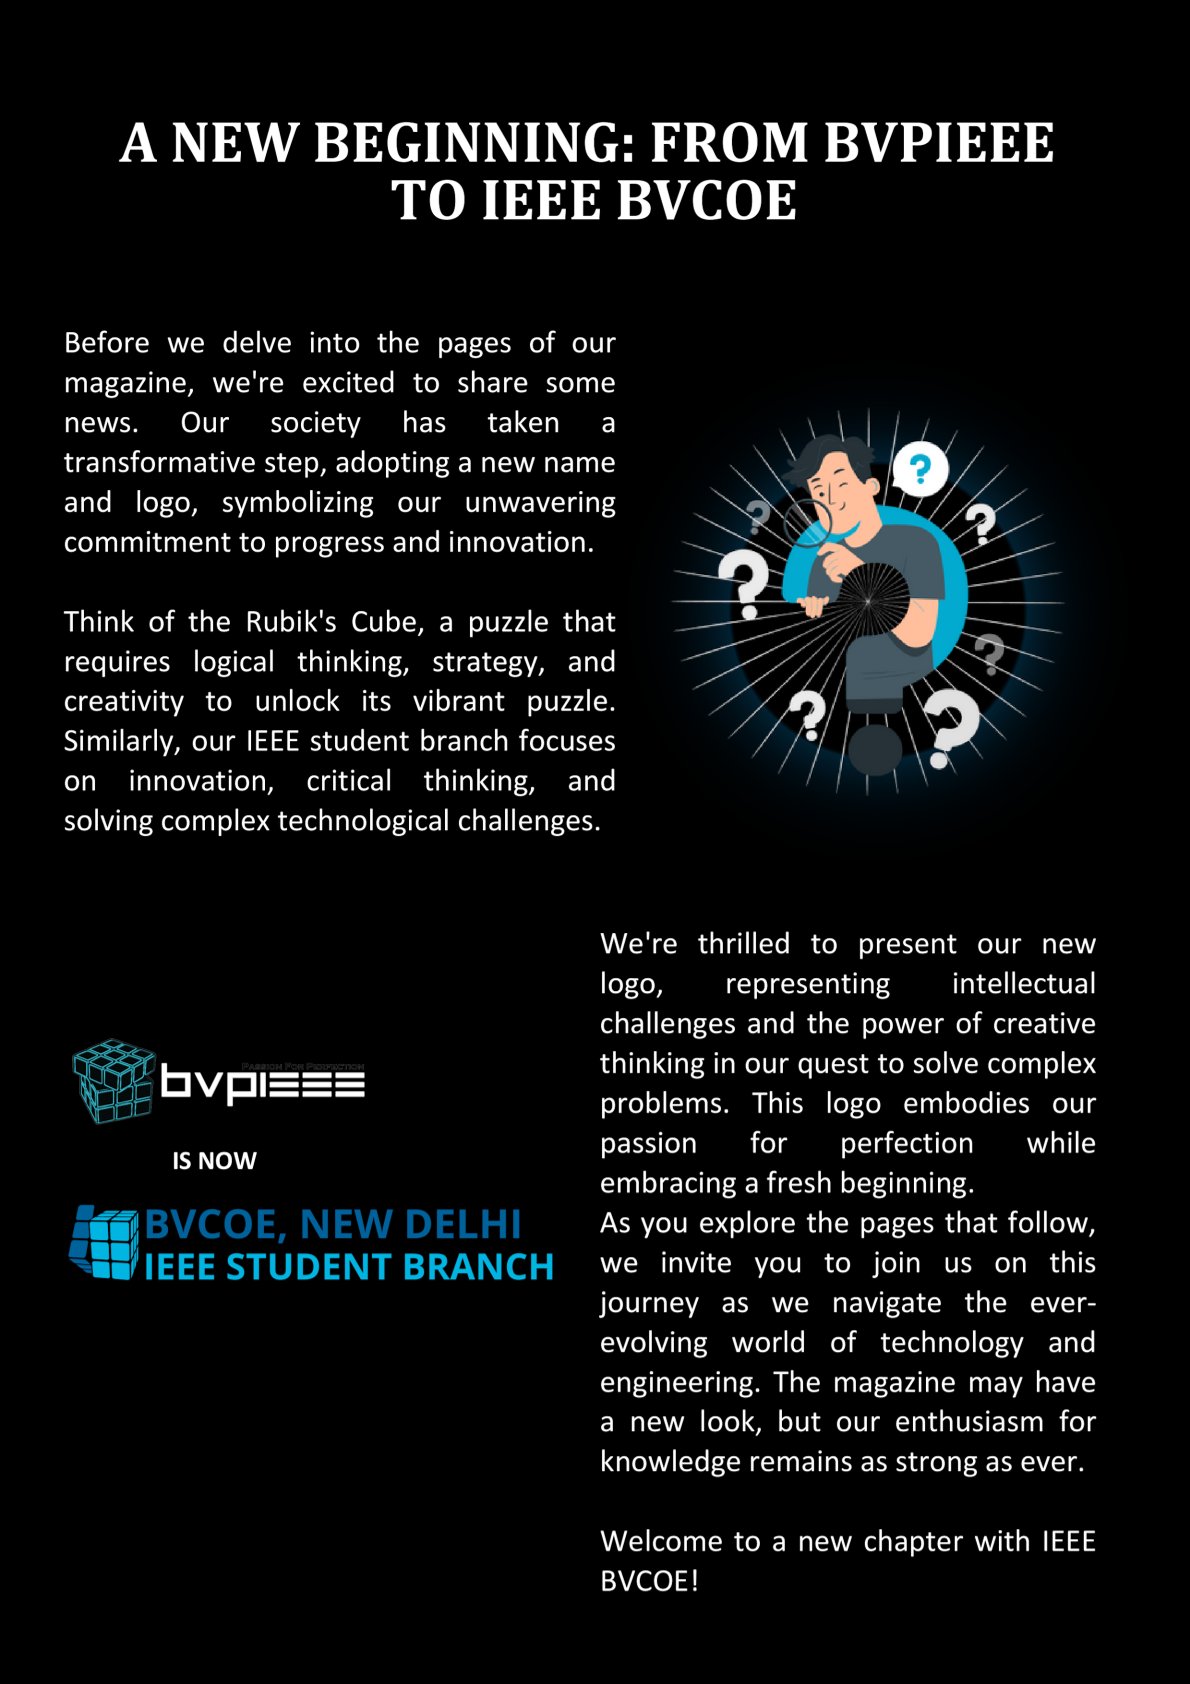 A NEW BEGINNING: FROM BVPIEEE
TO IEEE BVCOE
Before we delve into the pages of our
magazine, we're excited to share some
news. Our society has taken a
transformative step, adopting a new name
and logo, symbolizing our unwavering
commitment to progress and innovation.
Think of the Rubik's Cube, a puzzle that
requires logical thinking, strategy, and
creativity to unlock its vibrant puzzle.
Similarly, our IEEE student branch focuses
on innovation, critical thinking, and
solving complex technological challenges.
?
?
?
?
?
?
?
PASSION FOR PERFECTION
bvpIEEE
IS NOW
BVCOE, NEW DELHI
IEEE STUDENT BRANCH
We're thrilled to present our new
logo, representing intellectual
challenges and the power of creative
thinking in our quest to solve complex
problems. This logo embodies our
passion for perfection while
embracing a fresh beginning.
As you explore the pages that follow,
we invite you to join us on this
journey as we navigate the ever-
evolving world of technology and
engineering. The magazine may have
a new look, but our enthusiasm for
knowledge remains as strong as ever.
Welcome to a new chapter with IEEE
BVCOE!